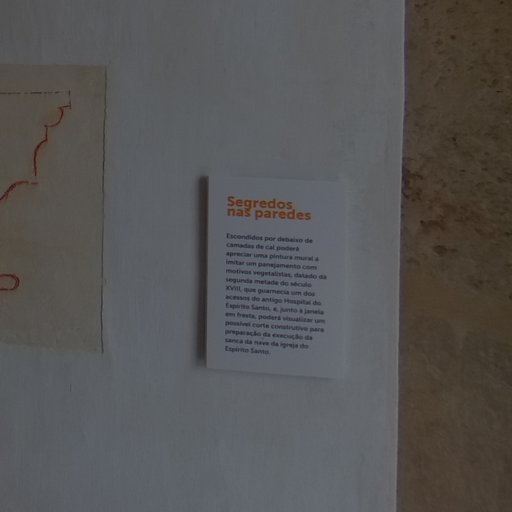 Segredos
nas paredes
Escondidos por debaixo de
camadas de cal poderá
apreciar uma pintura mural a
imitar um panejamento com
motivos vegetalistas, datado da
segunda metade do século
XVIII, que guarnecia um dos
acessos do antigo Hospital do
Espírito Santo, e, junto à janela
em fresta, poderá visualizar um
possível corte construtivo para
preparação da execução da
sanca da nave da igreja do
Espírito Santo.